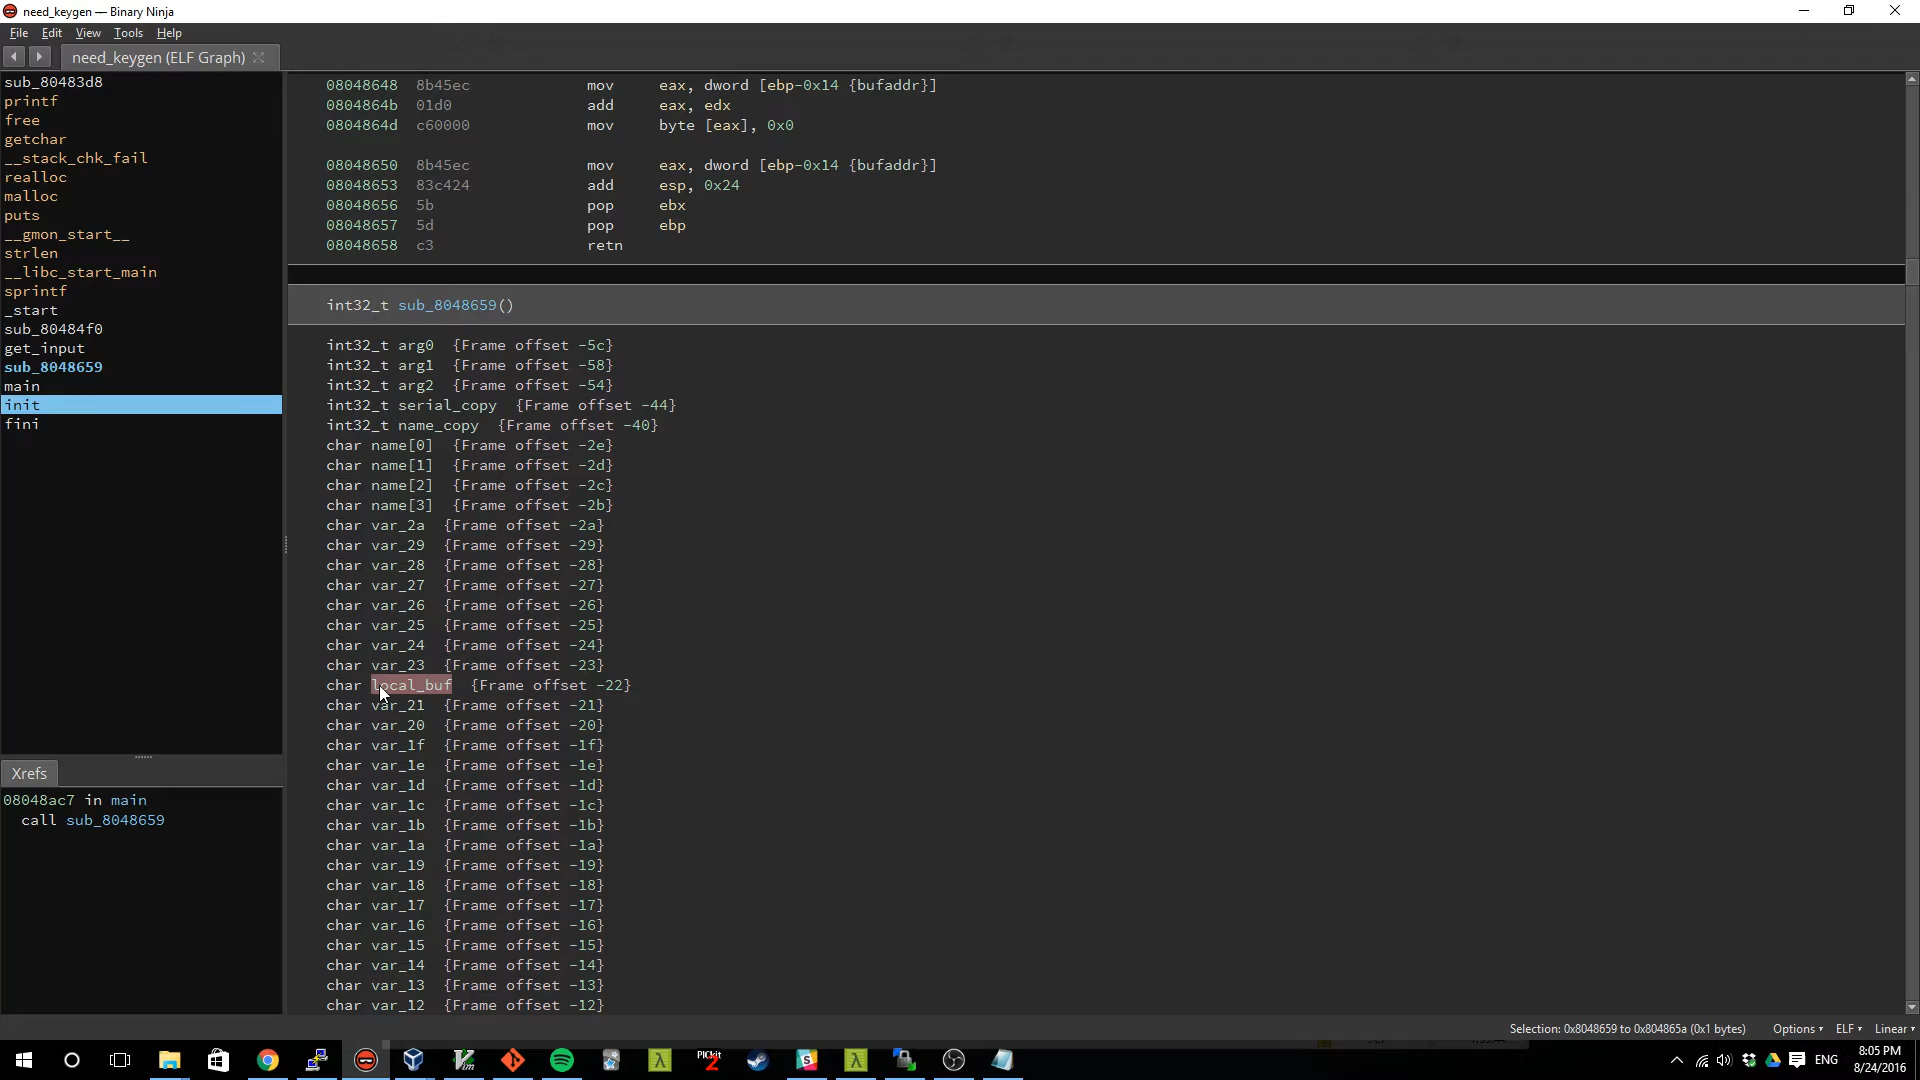 need_keygen — Binary Ninja
File Edit View Tools Help
need_keygen (ELF Graph)
sub_80483d8
printf
free
getchar
__stack_chk_fail
realloc
malloc
puts
__gmon_start__
strlen
__libc_start_main
sprintf
_start
sub_80484f0
get_input
sub_8048659
main
init
fini
Xrefs
08048ac7 in main
call sub_8048659
08048648 8b45ec mov eax, dword [ebp-0x14 {bufaddr}]
0804864b 01d0 add eax, edx
0804864d c60000 mov byte [eax], 0x0
08048650 8b45ec mov eax, dword [ebp-0x14 {bufaddr}]
08048653 83c424 add esp, 0x24
08048656 5b pop ebx
08048657 5d pop ebp
08048658 c3 retn
int32_t sub_8048659()
int32_t arg0 {Frame offset -5c}
int32_t arg1 {Frame offset -58}
int32_t arg2 {Frame offset -54}
int32_t serial_copy {Frame offset -44}
int32_t name_copy {Frame offset -40}
char name[0] {Frame offset -2e}
char name[1] {Frame offset -2d}
char name[2] {Frame offset -2c}
char name[3] {Frame offset -2b}
char var_2a {Frame offset -2a}
char var_29 {Frame offset -29}
char var_28 {Frame offset -28}
char var_27 {Frame offset -27}
char var_26 {Frame offset -26}
char var_25 {Frame offset -25}
char var_24 {Frame offset -24}
char var_23 {Frame offset -23}
char local_buf {Frame offset -22}
char var_21 {Frame offset -21}
char var_20 {Frame offset -20}
char var_1f {Frame offset -1f}
char var_1e {Frame offset -1e}
char var_1d {Frame offset -1d}
char var_1c {Frame offset -1c}
char var_1b {Frame offset -1b}
char var_1a {Frame offset -1a}
char var_19 {Frame offset -19}
char var_18 {Frame offset -18}
char var_17 {Frame offset -17}
char var_16 {Frame offset -16}
char var_15 {Frame offset -15}
char var_14 {Frame offset -14}
char var_13 {Frame offset -13}
char var_12 {Frame offset -12}
Selection: 0x8048659 to 0x804865a (0x1 bytes) Options ELF Linear
PICkit 2
ENG
8:05 PM
8/24/2016